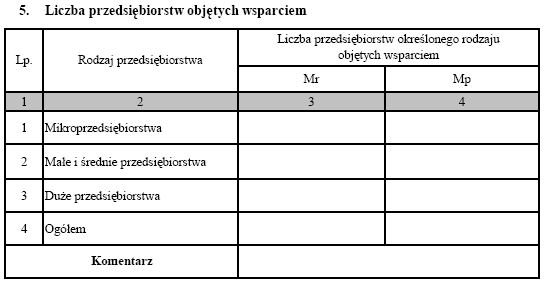 5. Liczba przedsiębiorstw objętych wsparciem
Lp. Rodzaj przedsiębiorstwa Liczba przedsiębiorstw określonego rodzaju
objętych wsparciem
Mr Mp
1 2 3 4
1 Mikroprzedsiębiorstwa
2 Małe i średnie przedsiębiorstwa
3 Duże przedsiębiorstwa
4 Ogółem
Komentarz